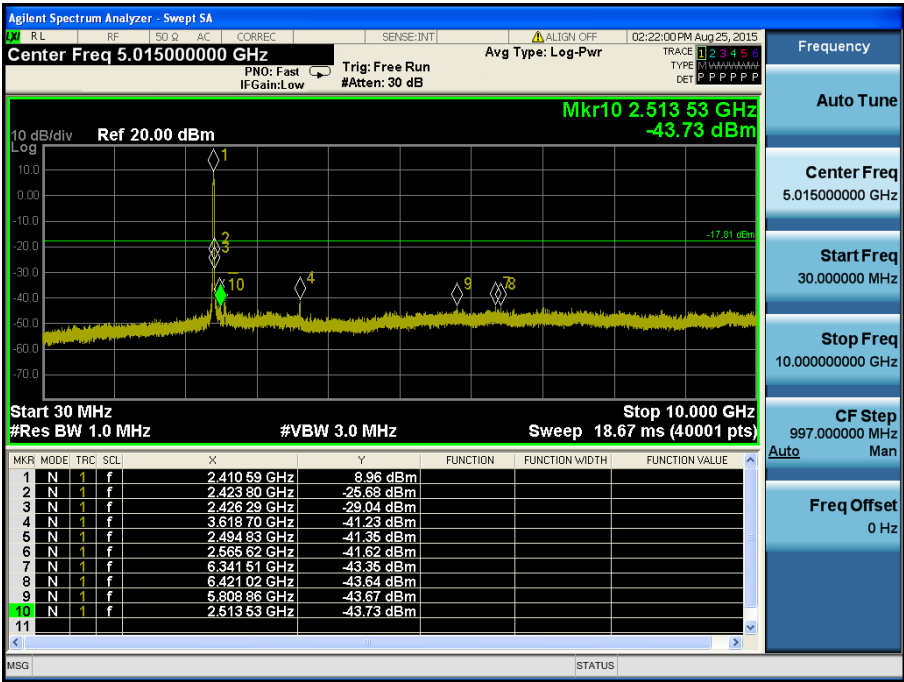 Agilent Spectrum Analyzer - Swept SA
LXI RL RF 50 Ω AC CORREC SENSE:INT ALIGN OFF 02:22:00 PM Aug 25, 2015
Center Freq 5.015000000 GHz
PNO: Fast
IFGain:Low
Trig: Free Run
#Atten: 30 dB
Avg Type: Log-Pwr
TRACE 1 2 3 4 5 6
TYPE M WWWWW
DET P P P P P P
Mkr10 2.513 53 GHz
-43.73 dBm
10 dB/div Ref 20.00 dBm
Log
10.0
0.00
-10.0
-20.0
-30.0
-40.0
-50.0
-60.0
-70.0
1
2
3
4
9
7
8
10
-17.81 dBm
Start 30 MHz Stop 10.000 GHz
#Res BW 1.0 MHz #VBW 3.0 MHz Sweep 18.67 ms (40001 pts)
MKR MODE TRC SCL X Y FUNCTION FUNCTION WIDTH FUNCTION VALUE
1 N 1 f 2.410 59 GHz 8.96 dBm
2 N 1 f 2.423 80 GHz -25.68 dBm
3 N 1 f 2.426 29 GHz -29.04 dBm
4 N 1 f 3.618 70 GHz -41.23 dBm
5 N 1 f 2.494 83 GHz -41.35 dBm
6 N 1 f 2.565 62 GHz -41.62 dBm
7 N 1 f 6.341 51 GHz -43.35 dBm
8 N 1 f 6.421 02 GHz -43.64 dBm
9 N 1 f 5.808 86 GHz -43.67 dBm
10 N 1 f 2.513 53 GHz -43.73 dBm
11
MSG STATUS
Frequency
Auto Tune
Center Freq
5.015000000 GHz
Start Freq
30.000000 MHz
Stop Freq
10.000000000 GHz
CF Step
997.000000 MHz
Auto Man
Freq Offset
0 Hz